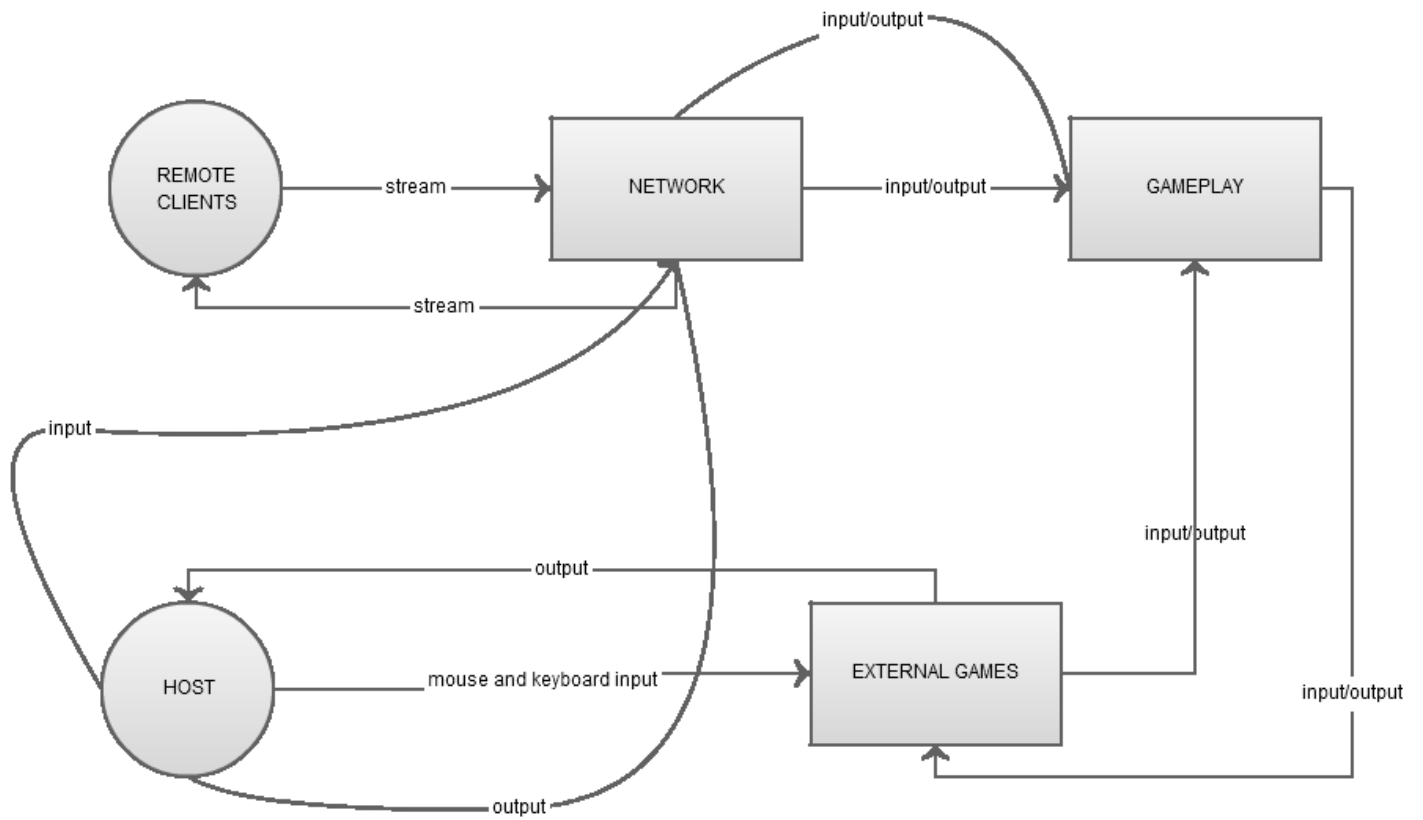 input/output
REMOTE
CLIENTS
stream
NETWORK
input/output
GAMEPLAY
stream
input
input/output
output
HOST
mouse and keyboard input
EXTERNAL GAMES
input/output
output